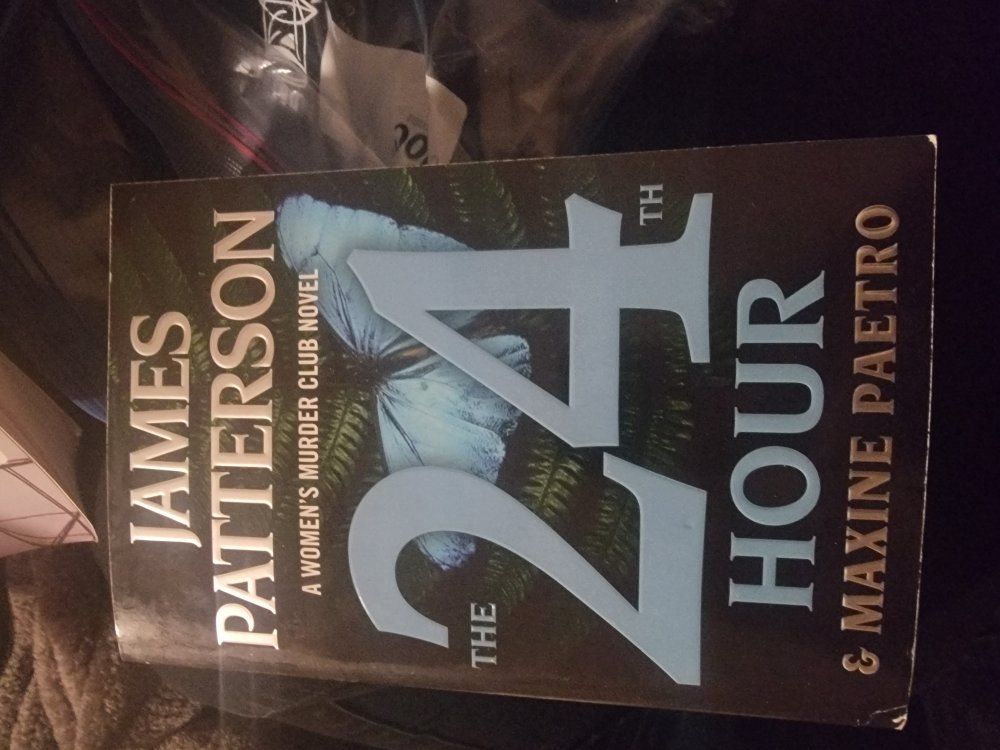 JAMES
PATTERSON
A WOMEN'S MURDER CLUB NOVEL
THE
24TH
HOUR
& MAXINE PAETRO